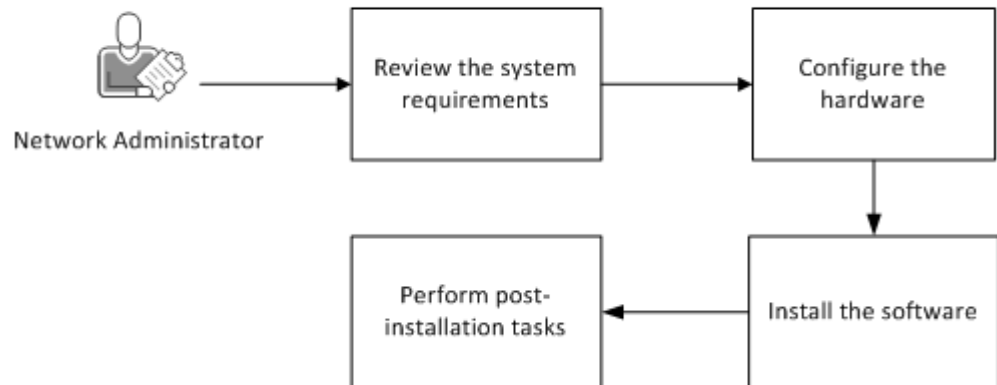 Network Administrator
Review the system
requirements
Configure the
hardware
Install the software
Perform post-
installation tasks